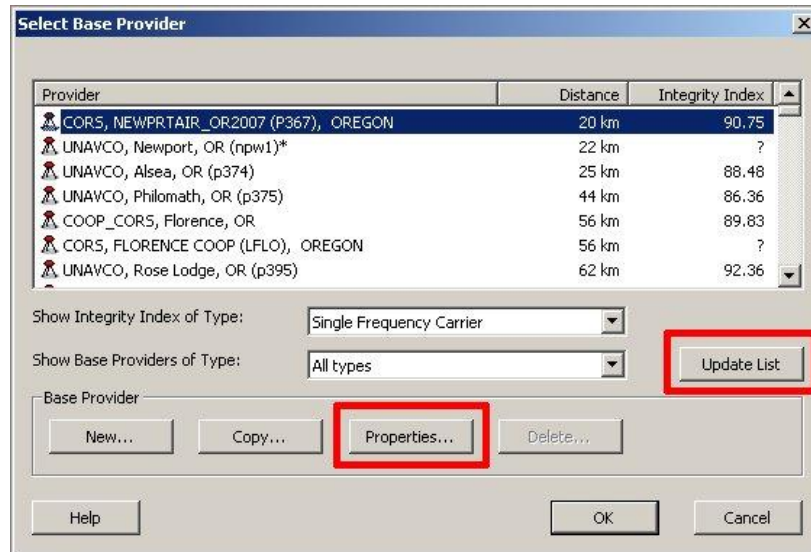 Select Base Provider
Provider Distance Integrity Index
CORS, NEWPRTAIR_OR2007 (P367), OREGON 20 km 90.75
UNAVCO, Newport, OR (npw1)* 22 km ?
UNAVCO, Alsea, OR (p374) 25 km 88.48
UNAVCO, Philomath, OR (p375) 44 km 86.36
COOP_CORS, Florence, OR 56 km 89.83
CORS, FLORENCE COOP (LFLO), OREGON 56 km ?
UNAVCO, Rose Lodge, OR (p395) 62 km 92.36
Show Integrity Index of Type: Single Frequency Carrier
Show Base Providers of Type: All types Update List
Base Provider
New... Copy... Properties... Delete...
Help OK Cancel